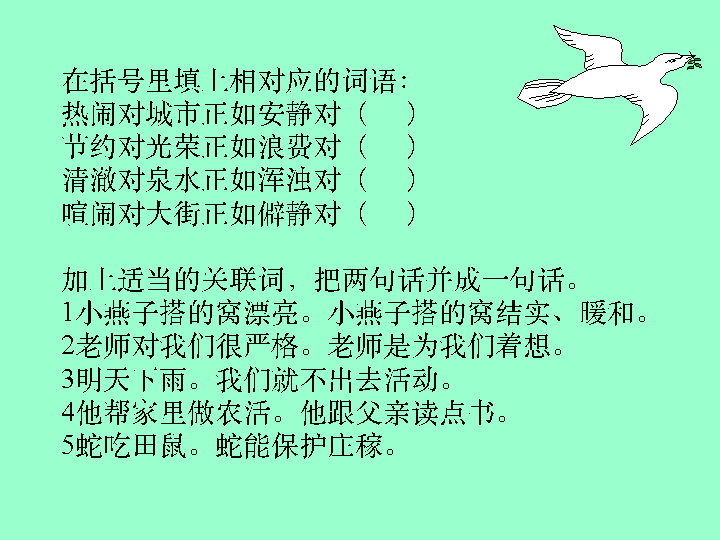 在括号里填上相对应的词语：
热闹对城市正如安静对（　）
节约对光荣正如浪费对（　）
清澈对泉水正如浑浊对（　）
喧闹对大街正如僻静对（　）
加上适当的关联词，把两句话并成一句话。
1小燕子搭的窝漂亮。小燕子搭的窝结实、暖和。
2老师对我们很严格。老师是为我们着想。
3明天下雨。我们就不出去活动。
4他帮家里做农活。他跟父亲读点书。
5蛇吃田鼠。蛇能保护庄稼。